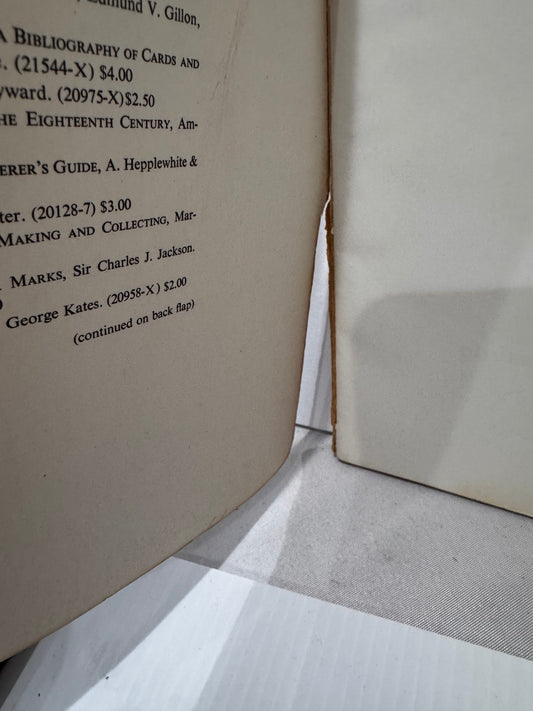 Edmund V. Gillon,
A BIBLIOGRAPHY OF CARDS AND
. (21544-X) $4.00
yward. (20975-X)$2.50
HE EIGHTEENTH CENTURY, Am-
ERER'S GUIDE, A. Hepplewhite &
ter. (20128-7) $3.00
MAKING AND COLLECTING, Mar-
MARKS, Sir Charles J. Jackson.
George Kates. (20958-X) $2.00
(continued on back flap)